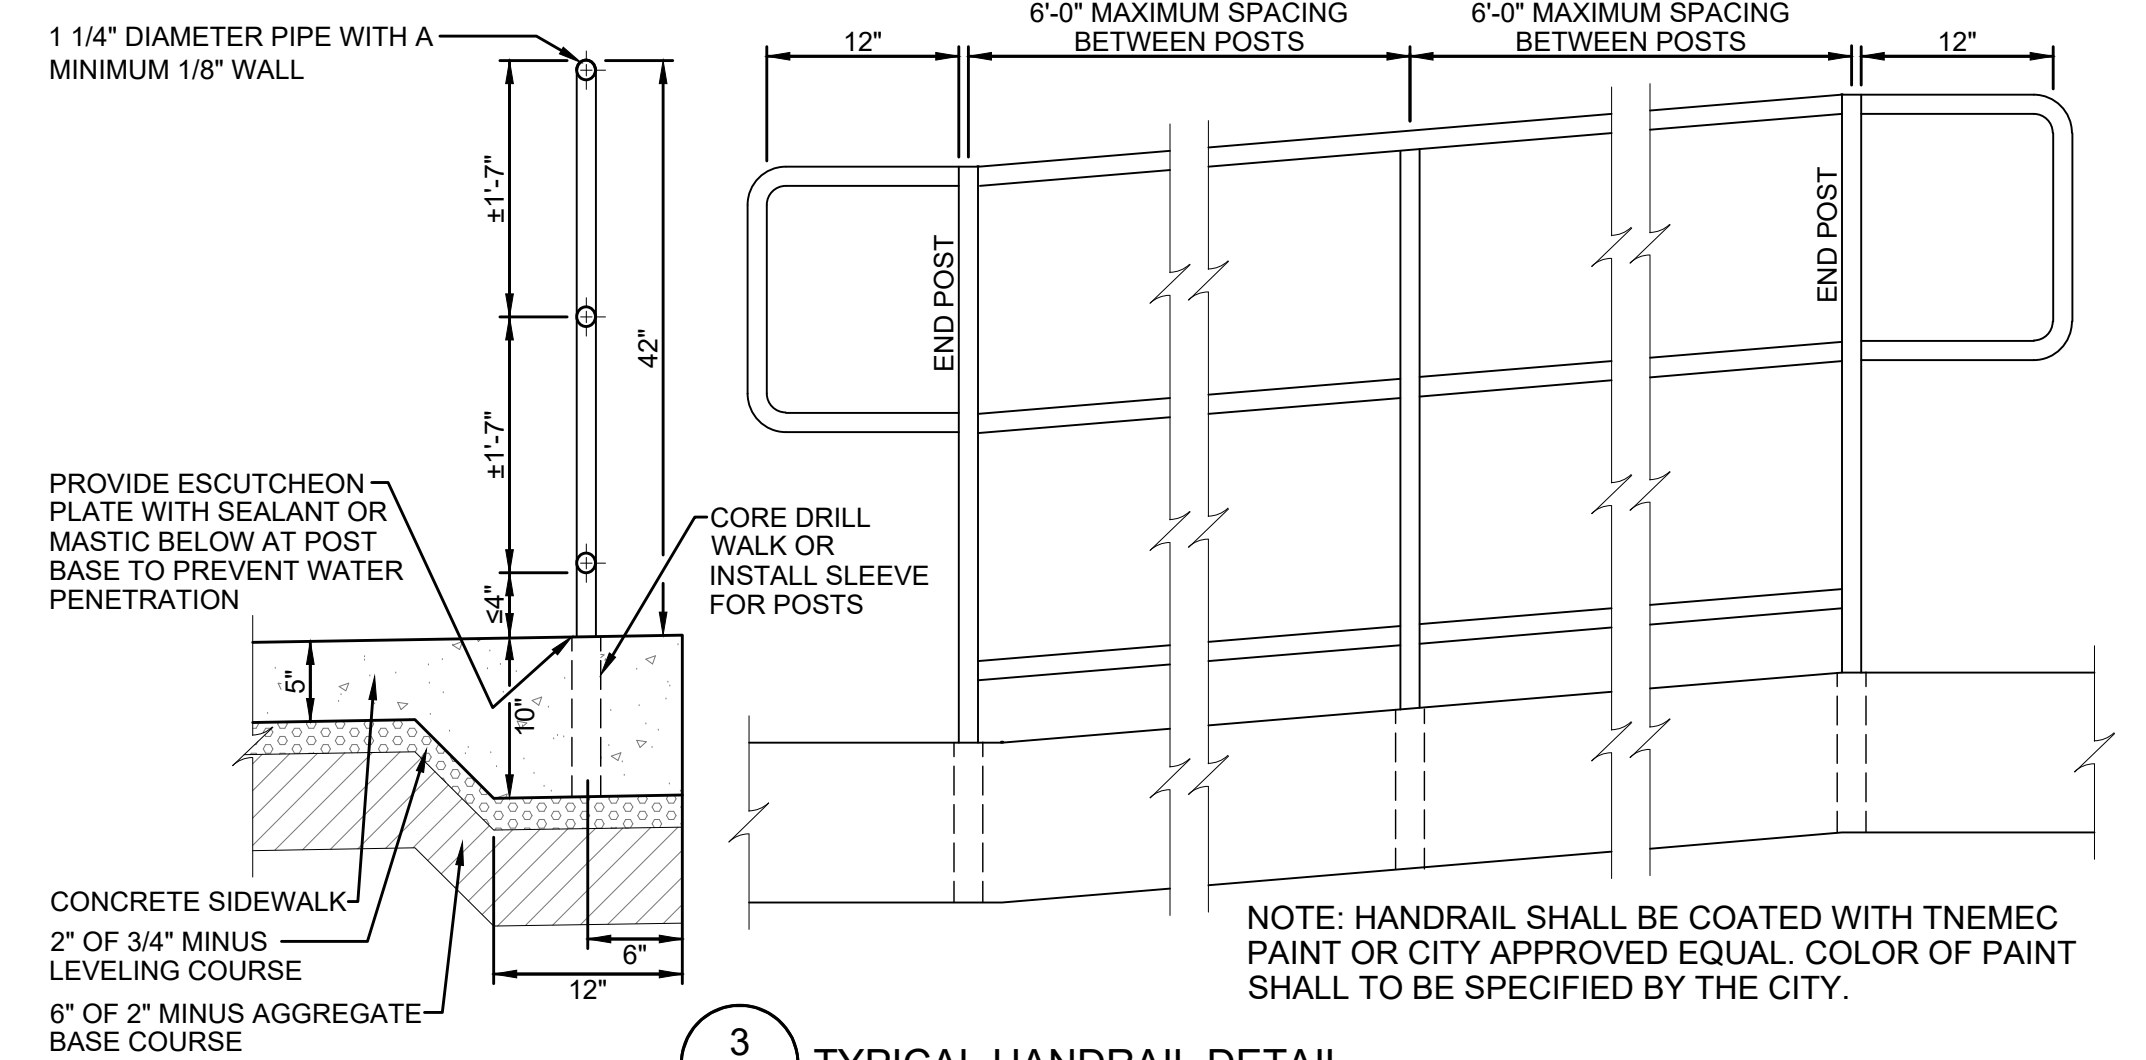 1 1/4" DIAMETER PIPE WITH A
MINIMUM 1/8" WALL
±1'-7"
±1'-7"
≤4"
42"
PROVIDE ESCUTCHEON
PLATE WITH SEALANT OR
MASTIC BELOW AT POST
BASE TO PREVENT WATER
PENETRATION
CORE DRILL
WALK OR
INSTALL SLEEVE
FOR POSTS
5"
10"
6"
12"
CONCRETE SIDEWALK
2" OF 3/4" MINUS
LEVELING COURSE
6" OF 2" MINUS AGGREGATE
BASE COURSE
12"
6'-0" MAXIMUM SPACING
BETWEEN POSTS
6'-0" MAXIMUM SPACING
BETWEEN POSTS
12"
END POST
END POST
NOTE: HANDRAIL SHALL BE COATED WITH TNEMEC
PAINT OR CITY APPROVED EQUAL. COLOR OF PAINT
SHALL TO BE SPECIFIED BY THE CITY.
3
TYPICAL HANDRAIL DETAIL